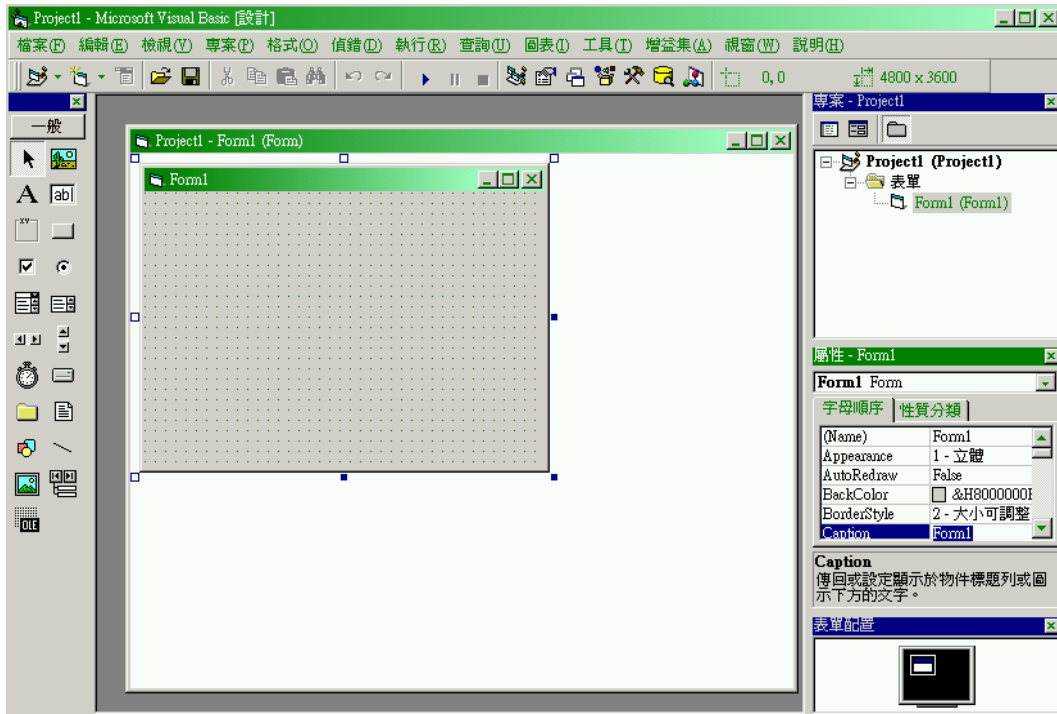 Project1 - Microsoft Visual Basic [設計]
檔案(F) 編輯(E) 檢視(V) 專案(P) 格式(O) 偵錯(D) 執行(R) 查詢(U) 圖表(I) 工具(T) 增益集(A) 視窗(W) 說明(H)
0, 0 4800 x 3600
一般
A ab|
XY
OLE
Project1 - Form1 (Form)
Form1
專案 - Project1
Project1 (Project1)
表單
Form1 (Form1)
屬性 - Form1
Form1 Form
字母順序 性質分類
(Name) Form1
Appearance 1 - 立體
AutoRedraw False
BackColor &H8000000F
BorderStyle 2 - 大小可調整
Caption Form1
Caption
傳回或設定顯示於物件標題列或圖
示下方的文字。
表單配置